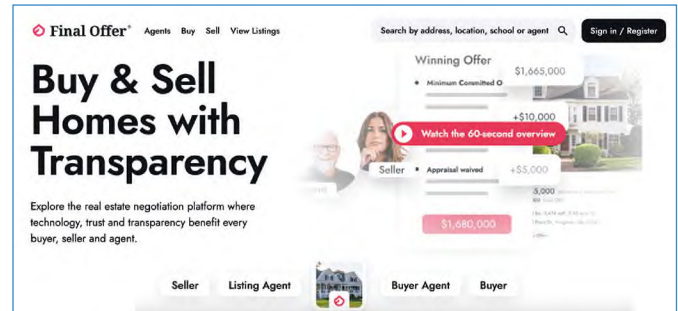 Final Offer®
Agents Buy Sell View Listings
Search by address, location, school or agent
Sign in / Register
Buy & Sell
Homes with
Transparency
Explore the real estate negotiation platform where
technology, trust and transparency benefit every
buyer, seller and agent.
Winning Offer
$1,665,000
Minimum Committed O
+$10,000
Watch the 60-second overview
Seller
Appraisal waived
+$5,000
5,000
$1,680,000
Seller Listing Agent Buyer Agent Buyer